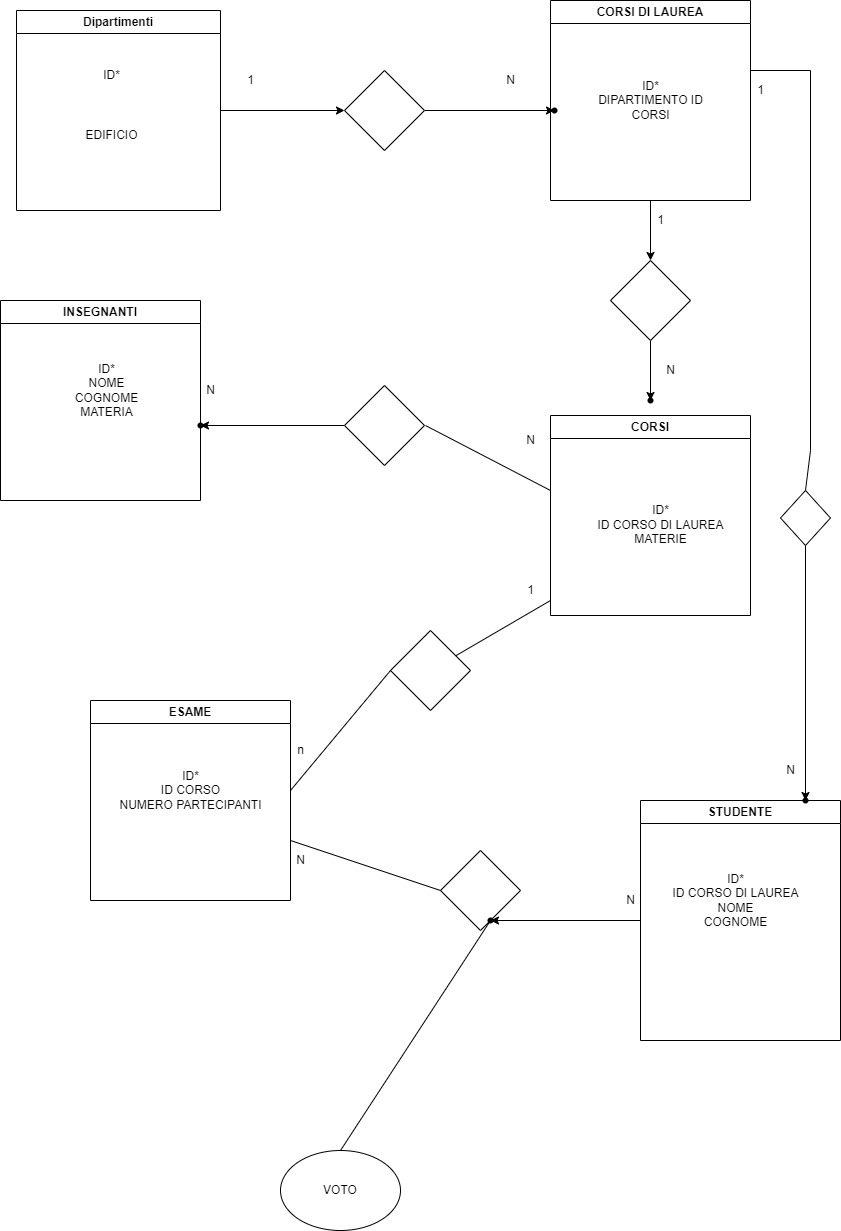 Dipartimenti
ID*
EDIFICIO
1
N
CORSI DI LAUREA
ID*
DIPARTIMENTO ID
CORSI
1
1
N
INSEGNANTI
ID*
NOME
COGNOME
MATERIA
N
N
CORSI
ID*
ID CORSO DI LAUREA
MATERIE
1
ESAME
ID*
ID CORSO
NUMERO PARTECIPANTI
n
N
N
STUDENTE
ID*
ID CORSO DI LAUREA
NOME
COGNOME
N
VOTO